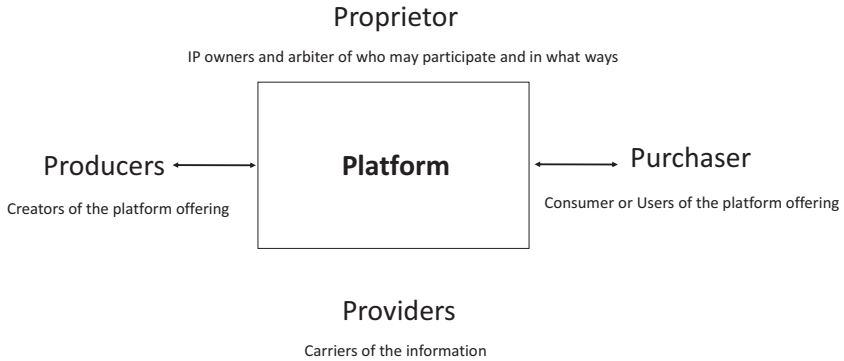 Proprietor
IP owners and arbiter of who may participate and in what ways
Producers
Creators of the platform offering
Platform
Purchaser
Consumer or Users of the platform offering
Providers
Carriers of the information